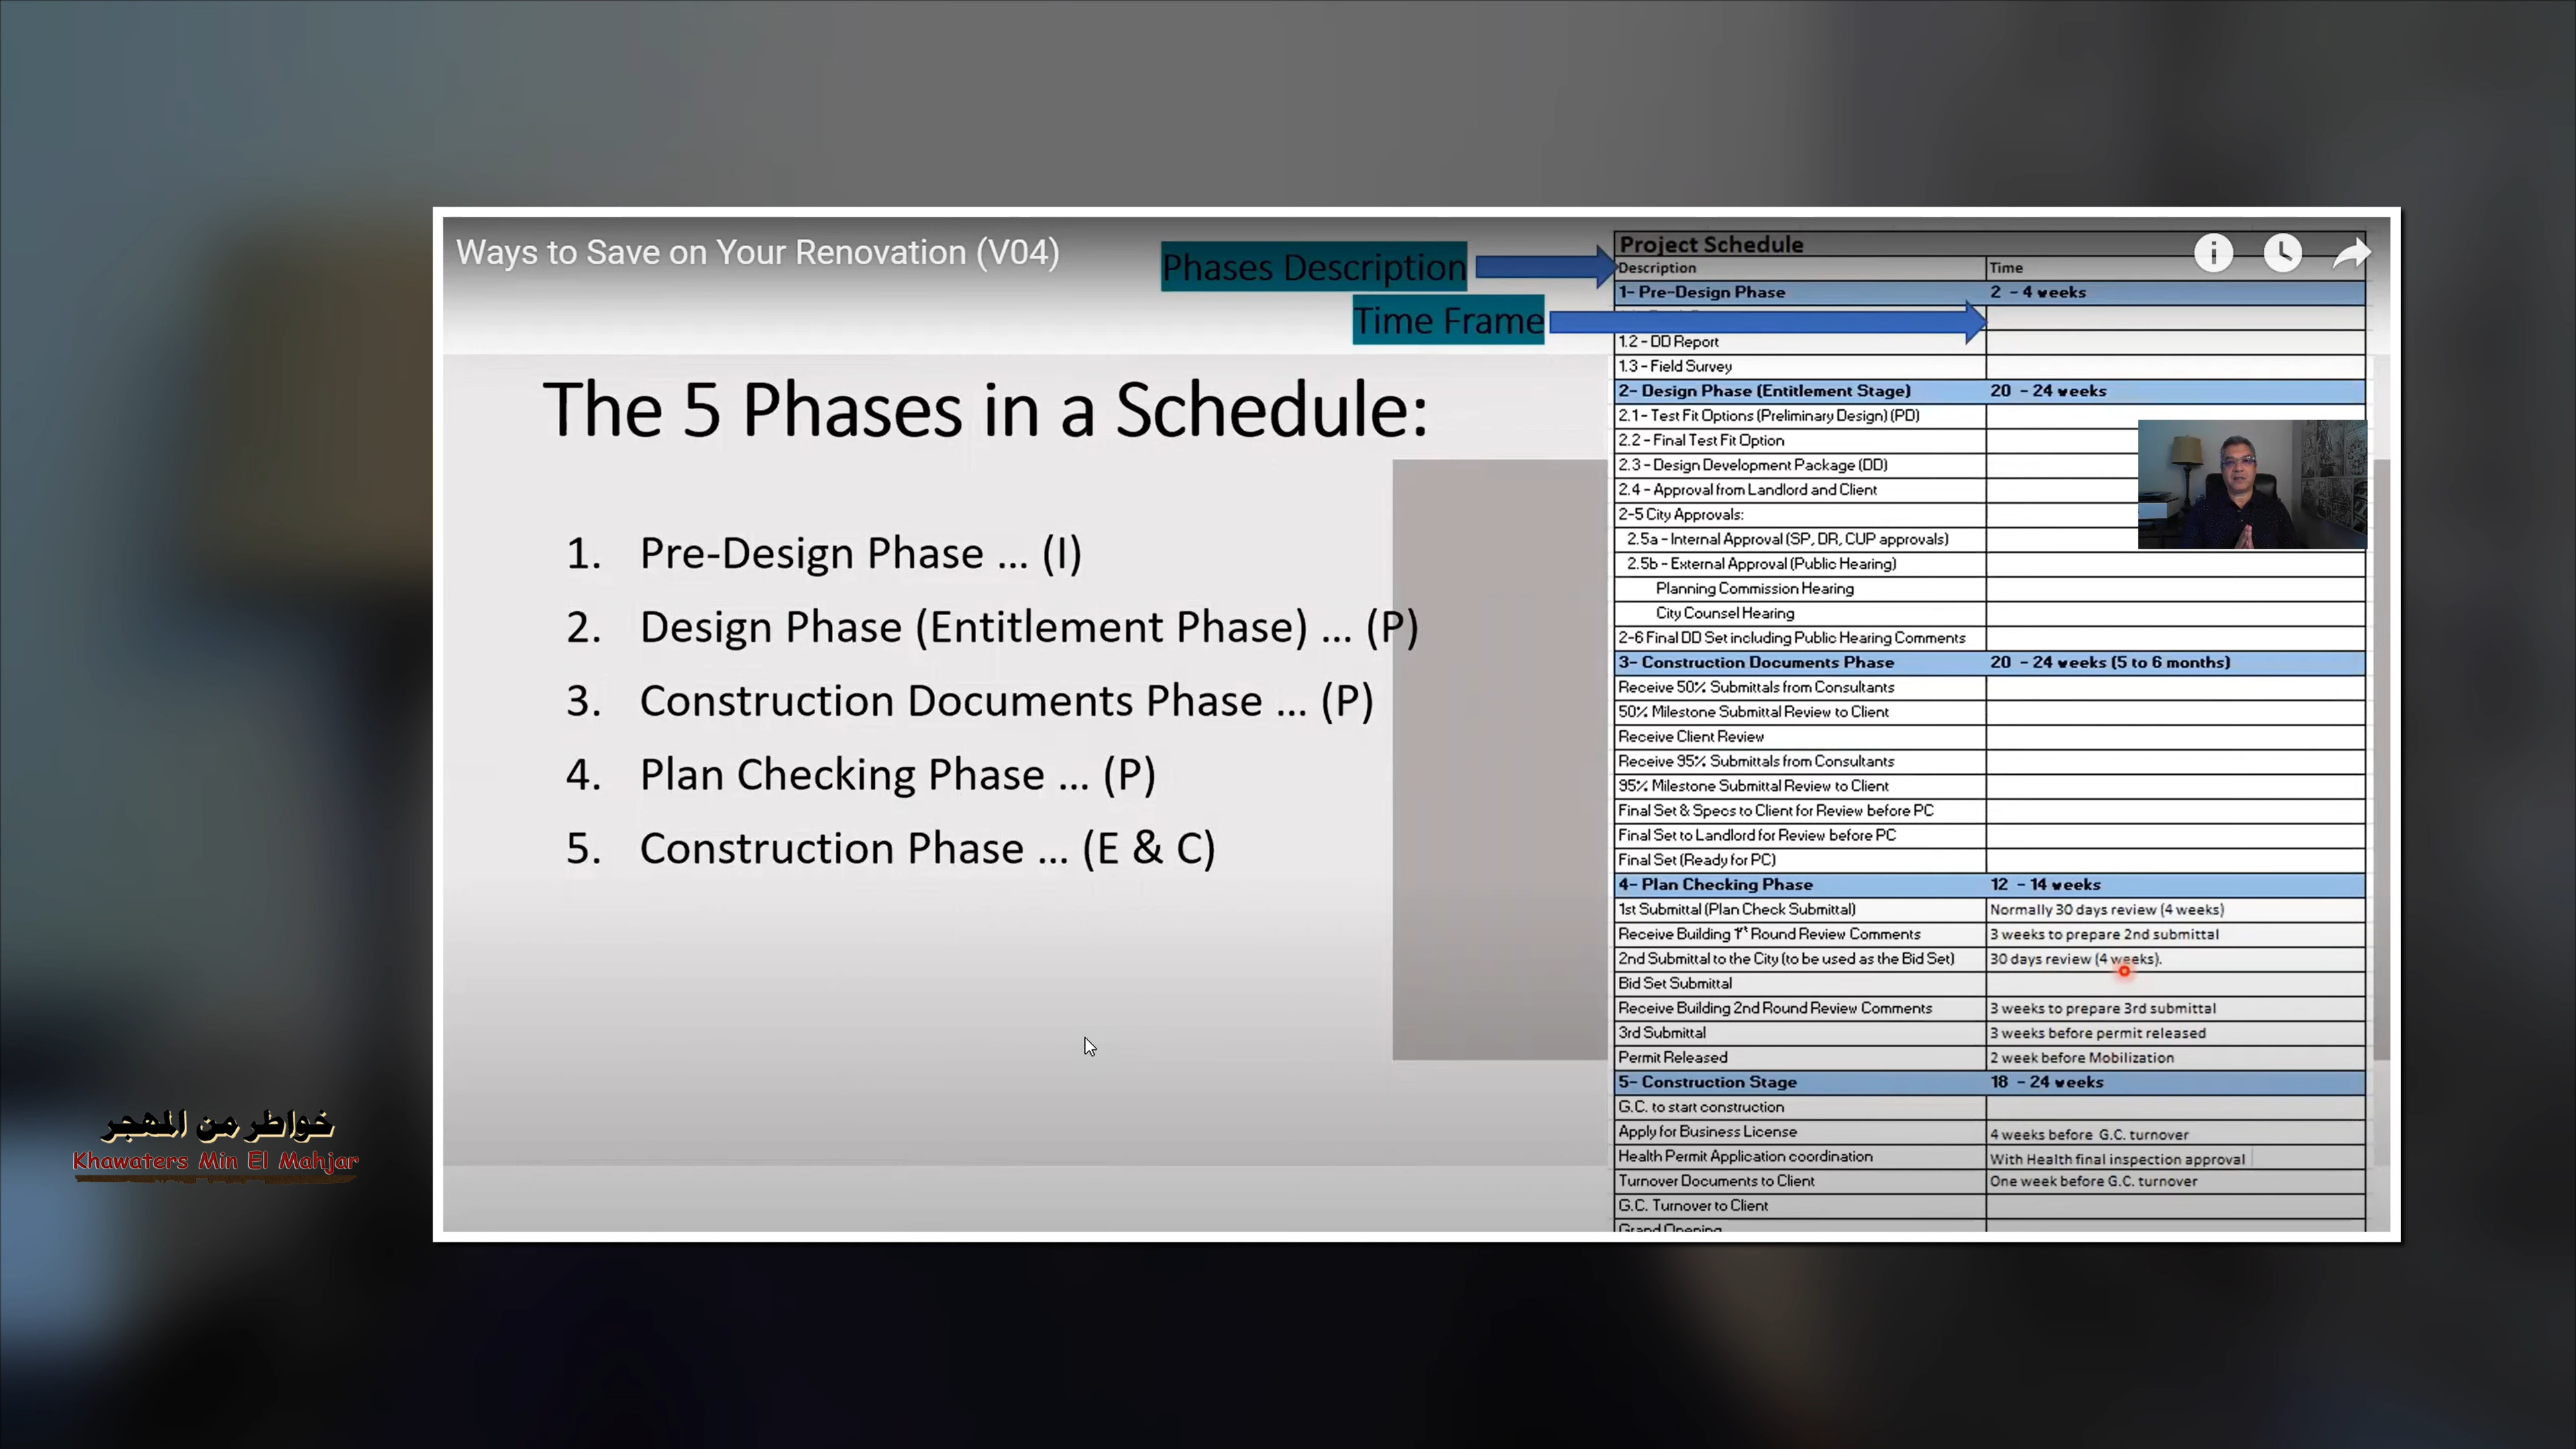 Ways to Save on Your Renovation (V04)
Phases Description
Time Frame
The 5 Phases in a Schedule:
1. Pre-Design Phase ... (I)
2. Design Phase (Entitlement Phase) ... (P)
3. Construction Documents Phase ... (P)
4. Plan Checking Phase ... (P)
5. Construction Phase ... (E & C)
Project Schedule
Description Time
1- Pre-Design Phase 2 - 4 weeks
1.2 - DD Report
1.3 - Field Survey
2- Design Phase (Entitlement Stage) 20 - 24 weeks
2.1 - Test Fit Options (Preliminary Design) (PD)
2.2 - Final Test Fit Option
2.3 - Design Development Package (DD)
2.4 - Approval from Landlord and Client
2-5 City Approvals:
2.5a - Internal Approval (SP, DR, CUP approvals)
2.5b - External Approval (Public Hearing)
Planning Commission Hearing
City Counsel Hearing
2-6 Final DD Set including Public Hearing Comments
3- Construction Documents Phase 20 - 24 weeks (5 to 6 months)
Receive 50% Submittals from Consultants
50% Milestone Submittal Review to Client
Receive Client Review
Receive 95% Submittals from Consultants
95% Milestone Submittal Review to Client
Final Set & Specs to Client for Review before PC
Final Set to Landlord for Review before PC
Final Set (Ready for PC)
4- Plan Checking Phase 12 - 14 weeks
1st Submittal (Plan Check Submittal) Normally 30 days review (4 weeks)
Receive Building 1st Round Review Comments 3 weeks to prepare 2nd submittal
2nd Submittal to the City (to be used as the Bid Set) 30 days review (4 weeks).
Bid Set Submittal
Receive Building 2nd Round Review Comments 3 weeks to prepare 3rd submittal
3rd Submittal 3 weeks before permit released
Permit Released 2 week before Mobilization
5- Construction Stage 18 - 24 weeks
G.C. to start construction
Apply for Business License 4 weeks before G.C. turnover
Health Permit Application coordination With Health final inspection approval
Turnover Documents to Client One week before G.C. turnover
G.C. Turnover to Client
Grand Opening
خواطر من المهجر
Khawaters Min El Mahjar